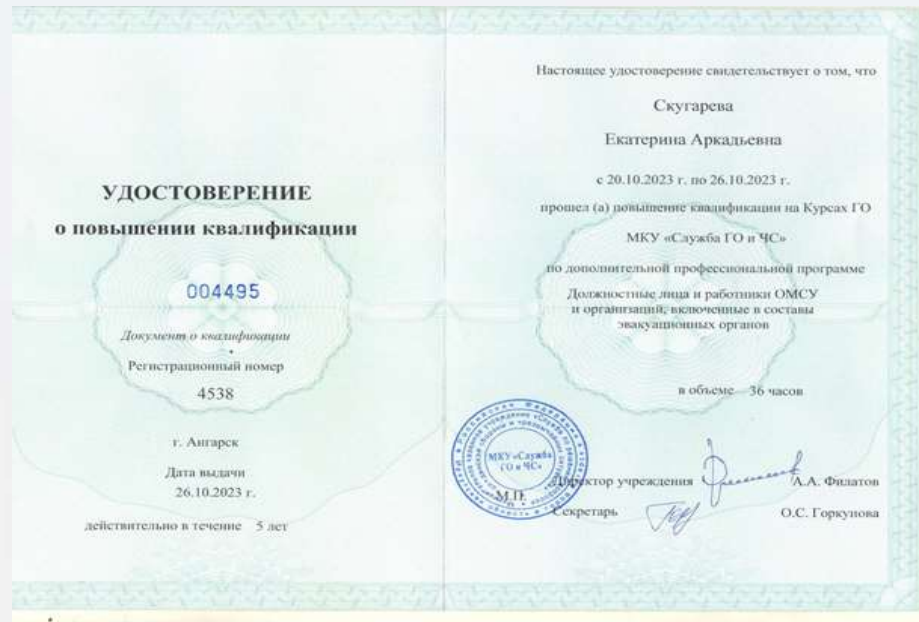 УДОСТОВЕРЕНИЕ
о повышении квалификации
004495
Документ о квалификации
Регистрационный номер
4538
г. Ангарск
Дата выдачи
26.10.2023 г.
действительно в течение 5 лет
Настоящее удостоверение свидетельствует о том, что
Скугарева
Екатерина Аркадьевна
с 20.10.2023 г. по 26.10.2023 г.
прошел (а) повышение квалификации на Курсах ГО
МКУ «Служба ГО и ЧС»
по дополнительной профессиональной программе
Должностные лица и работники ОМСУ
и организаций, включенные в составы
эвакуационных органов
в объеме 36 часов
МКУ «Служба
ГО и ЧС»
М.П.
Директор учреждения А.А. Филатов
Секретарь О.С. Горкунова